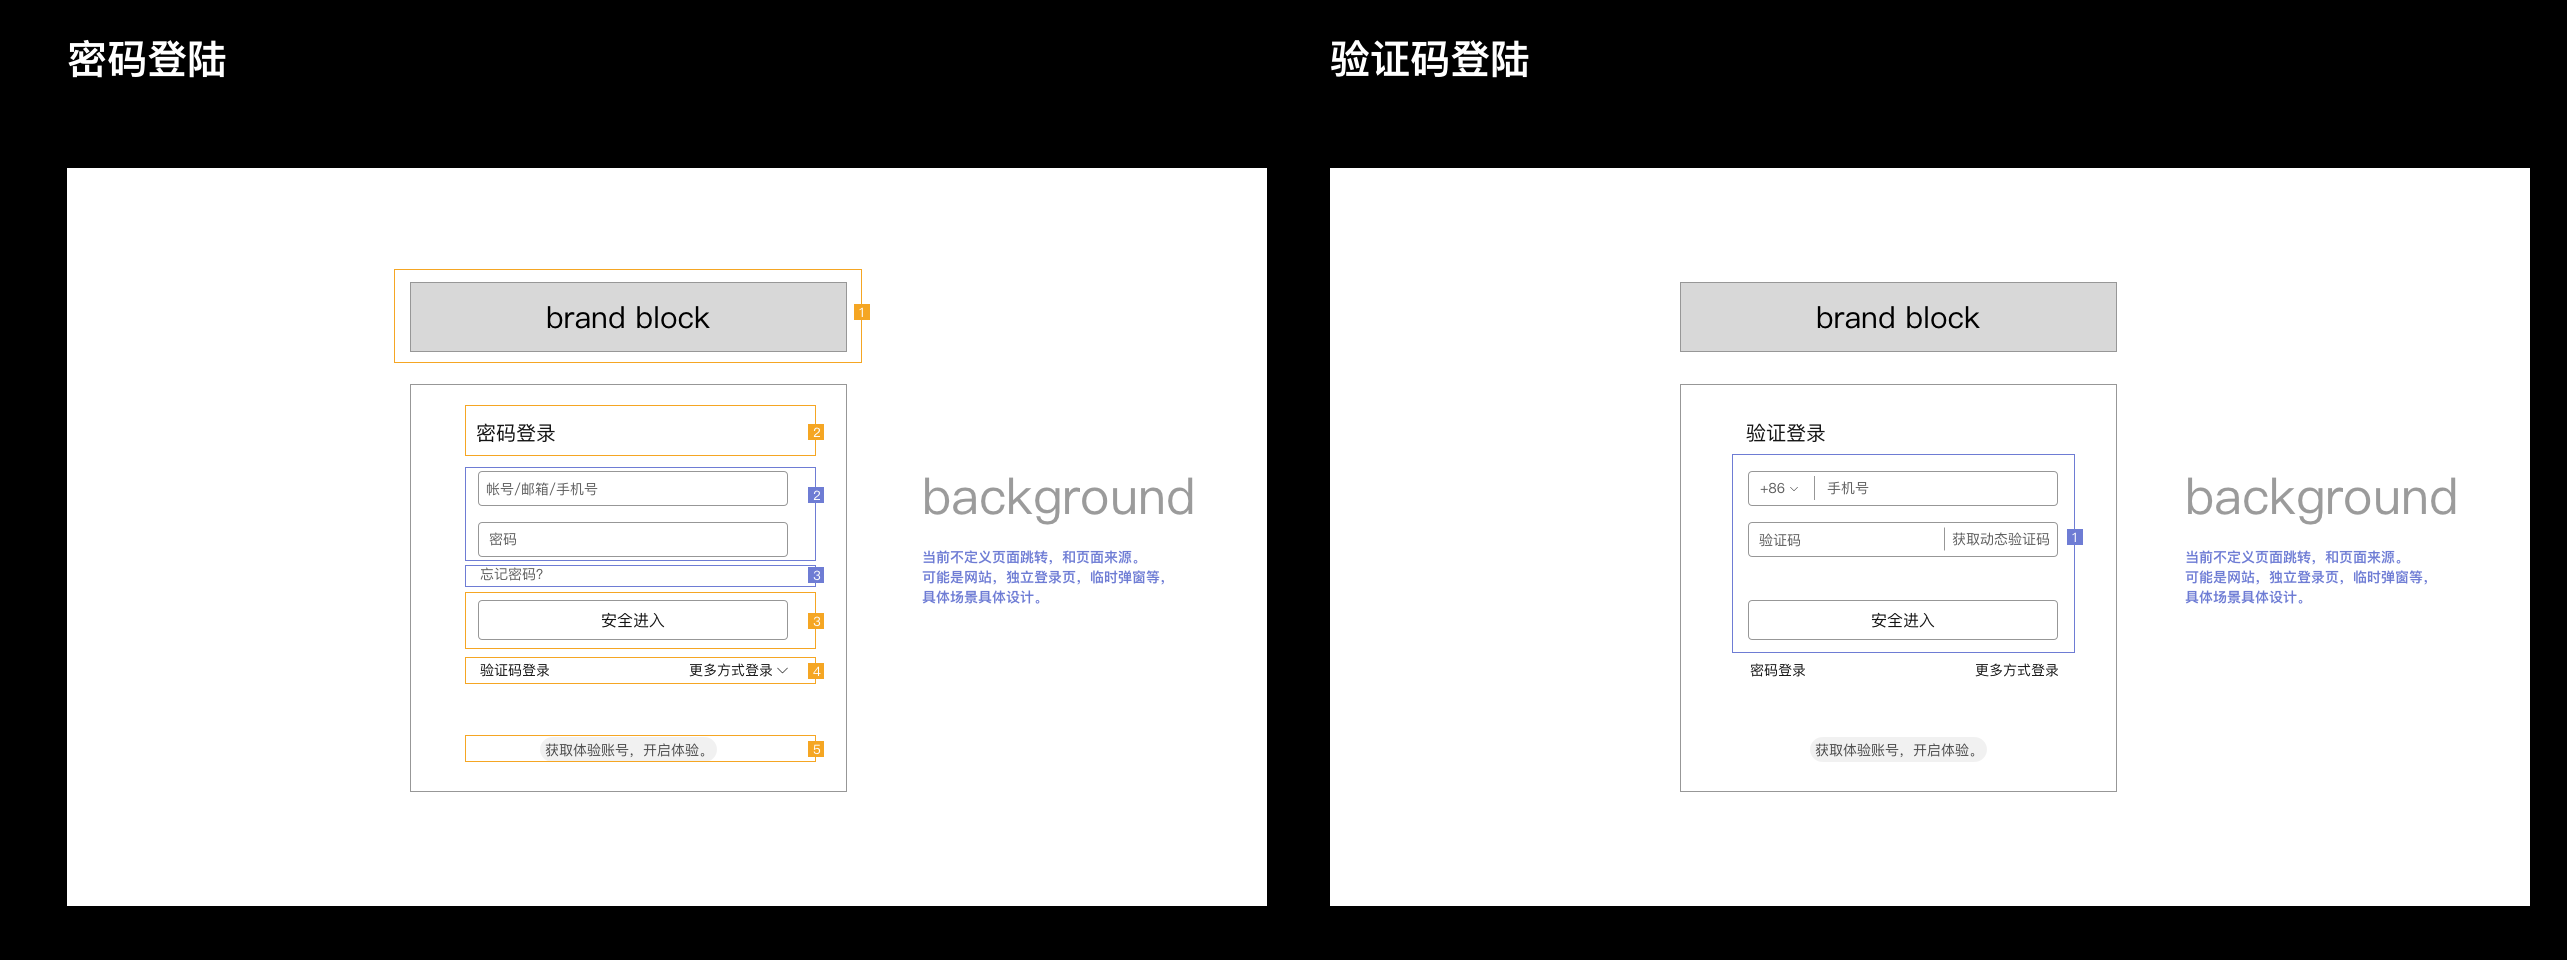 密码登陆
brand block
1
密码登录
2
帐号/邮箱/手机号
2
密码
忘记密码?
3
安全进入
3
验证码登录
更多方式登录
4
获取体验账号，开启体验。
5
background
当前不定义页面跳转，和页面来源。
可能是网站，独立登录页，临时弹窗等，
具体场景具体设计。
验证码登陆
brand block
验证登录
+86
手机号
验证码
获取动态验证码
1
安全进入
密码登录
更多方式登录
获取体验账号，开启体验。
background
当前不定义页面跳转，和页面来源。
可能是网站，独立登录页，临时弹窗等，
具体场景具体设计。